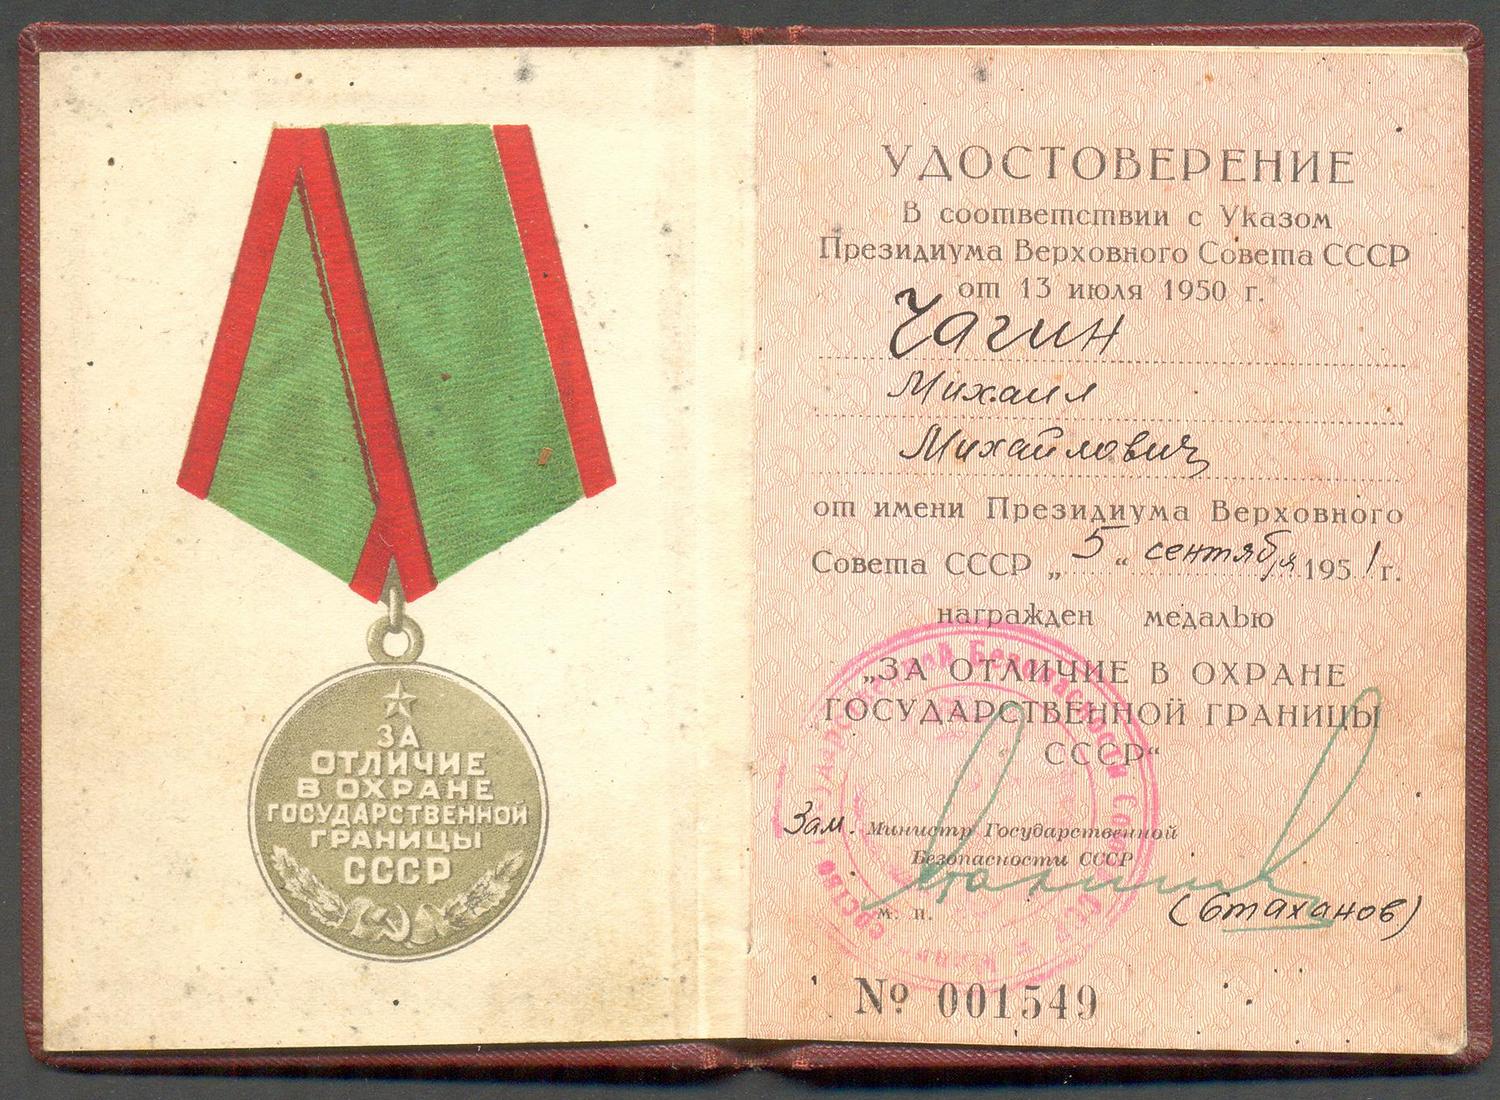 ЗА
ОТЛИЧИЕ
В ОХРАНЕ
ГОСУДАРСТВЕННОЙ
ГРАНИЦЫ
СССР
УДОСТОВЕРЕНИЕ
В соответствии с Указом
Президиума Верховного Совета СССР
от 13 июля 1950 г.
Чагин
Михаил
Михайлович
от имени Президиума Верховного
Совета СССР „5“ сентября 1951 г.
награжден медалью
„ЗА ОТЛИЧИЕ В ОХРАНЕ
ГОСУДАРСТВЕННОЙ ГРАНИЦЫ
СССР“
Зам. Министр Государственной
Безопасности СССР
м. п.
(Стаханов)
№ 001549